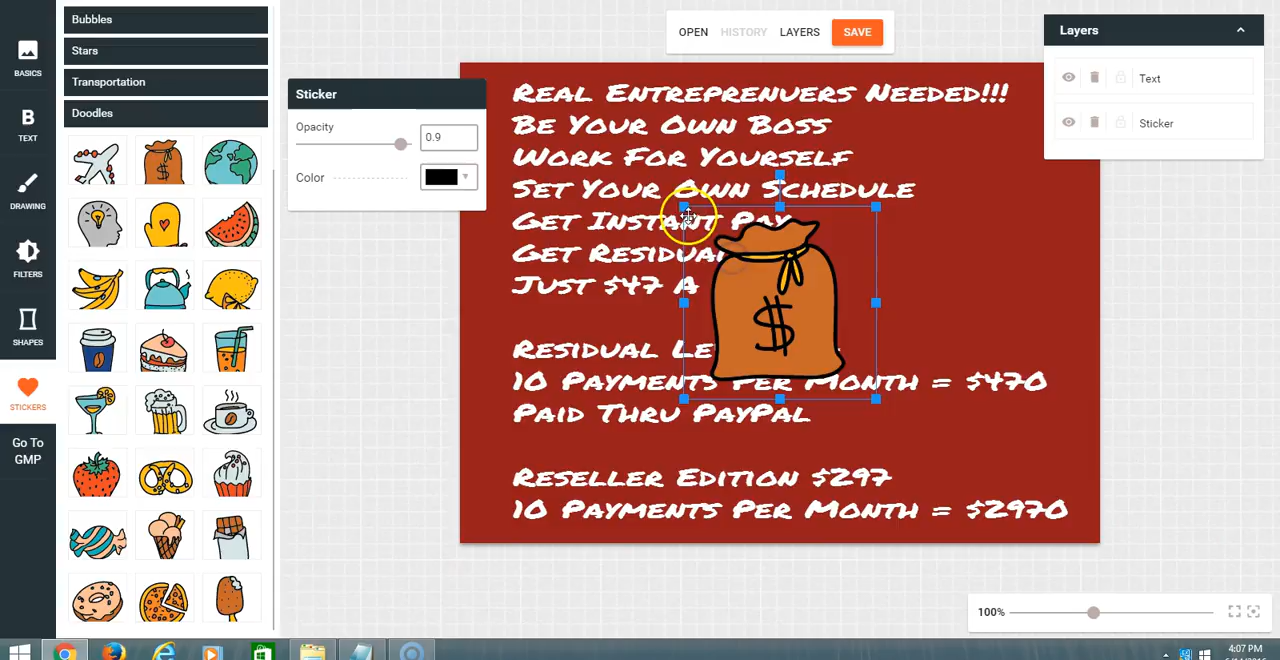 Bubbles
Stars
Transportation
Doodles
BASICS
TEXT
DRAWING
FILTERS
SHAPES
STICKERS
Go To
GMP
Sticker
Opacity
0.9
Color
OPEN
HISTORY
LAYERS
SAVE
Layers
Text
Sticker
Real Entreprenuers Needed!!!
Be Your Own Boss
Work For Yourself
Set Your Own Schedule
Get Instant Pay
Get Residual
Just $47 A
$
Residual Le
10 Payments Per Month = $470
Paid Thru PayPal
Reseller Edition $297
10 Payments Per Month = $2970
100%
4:07 PM